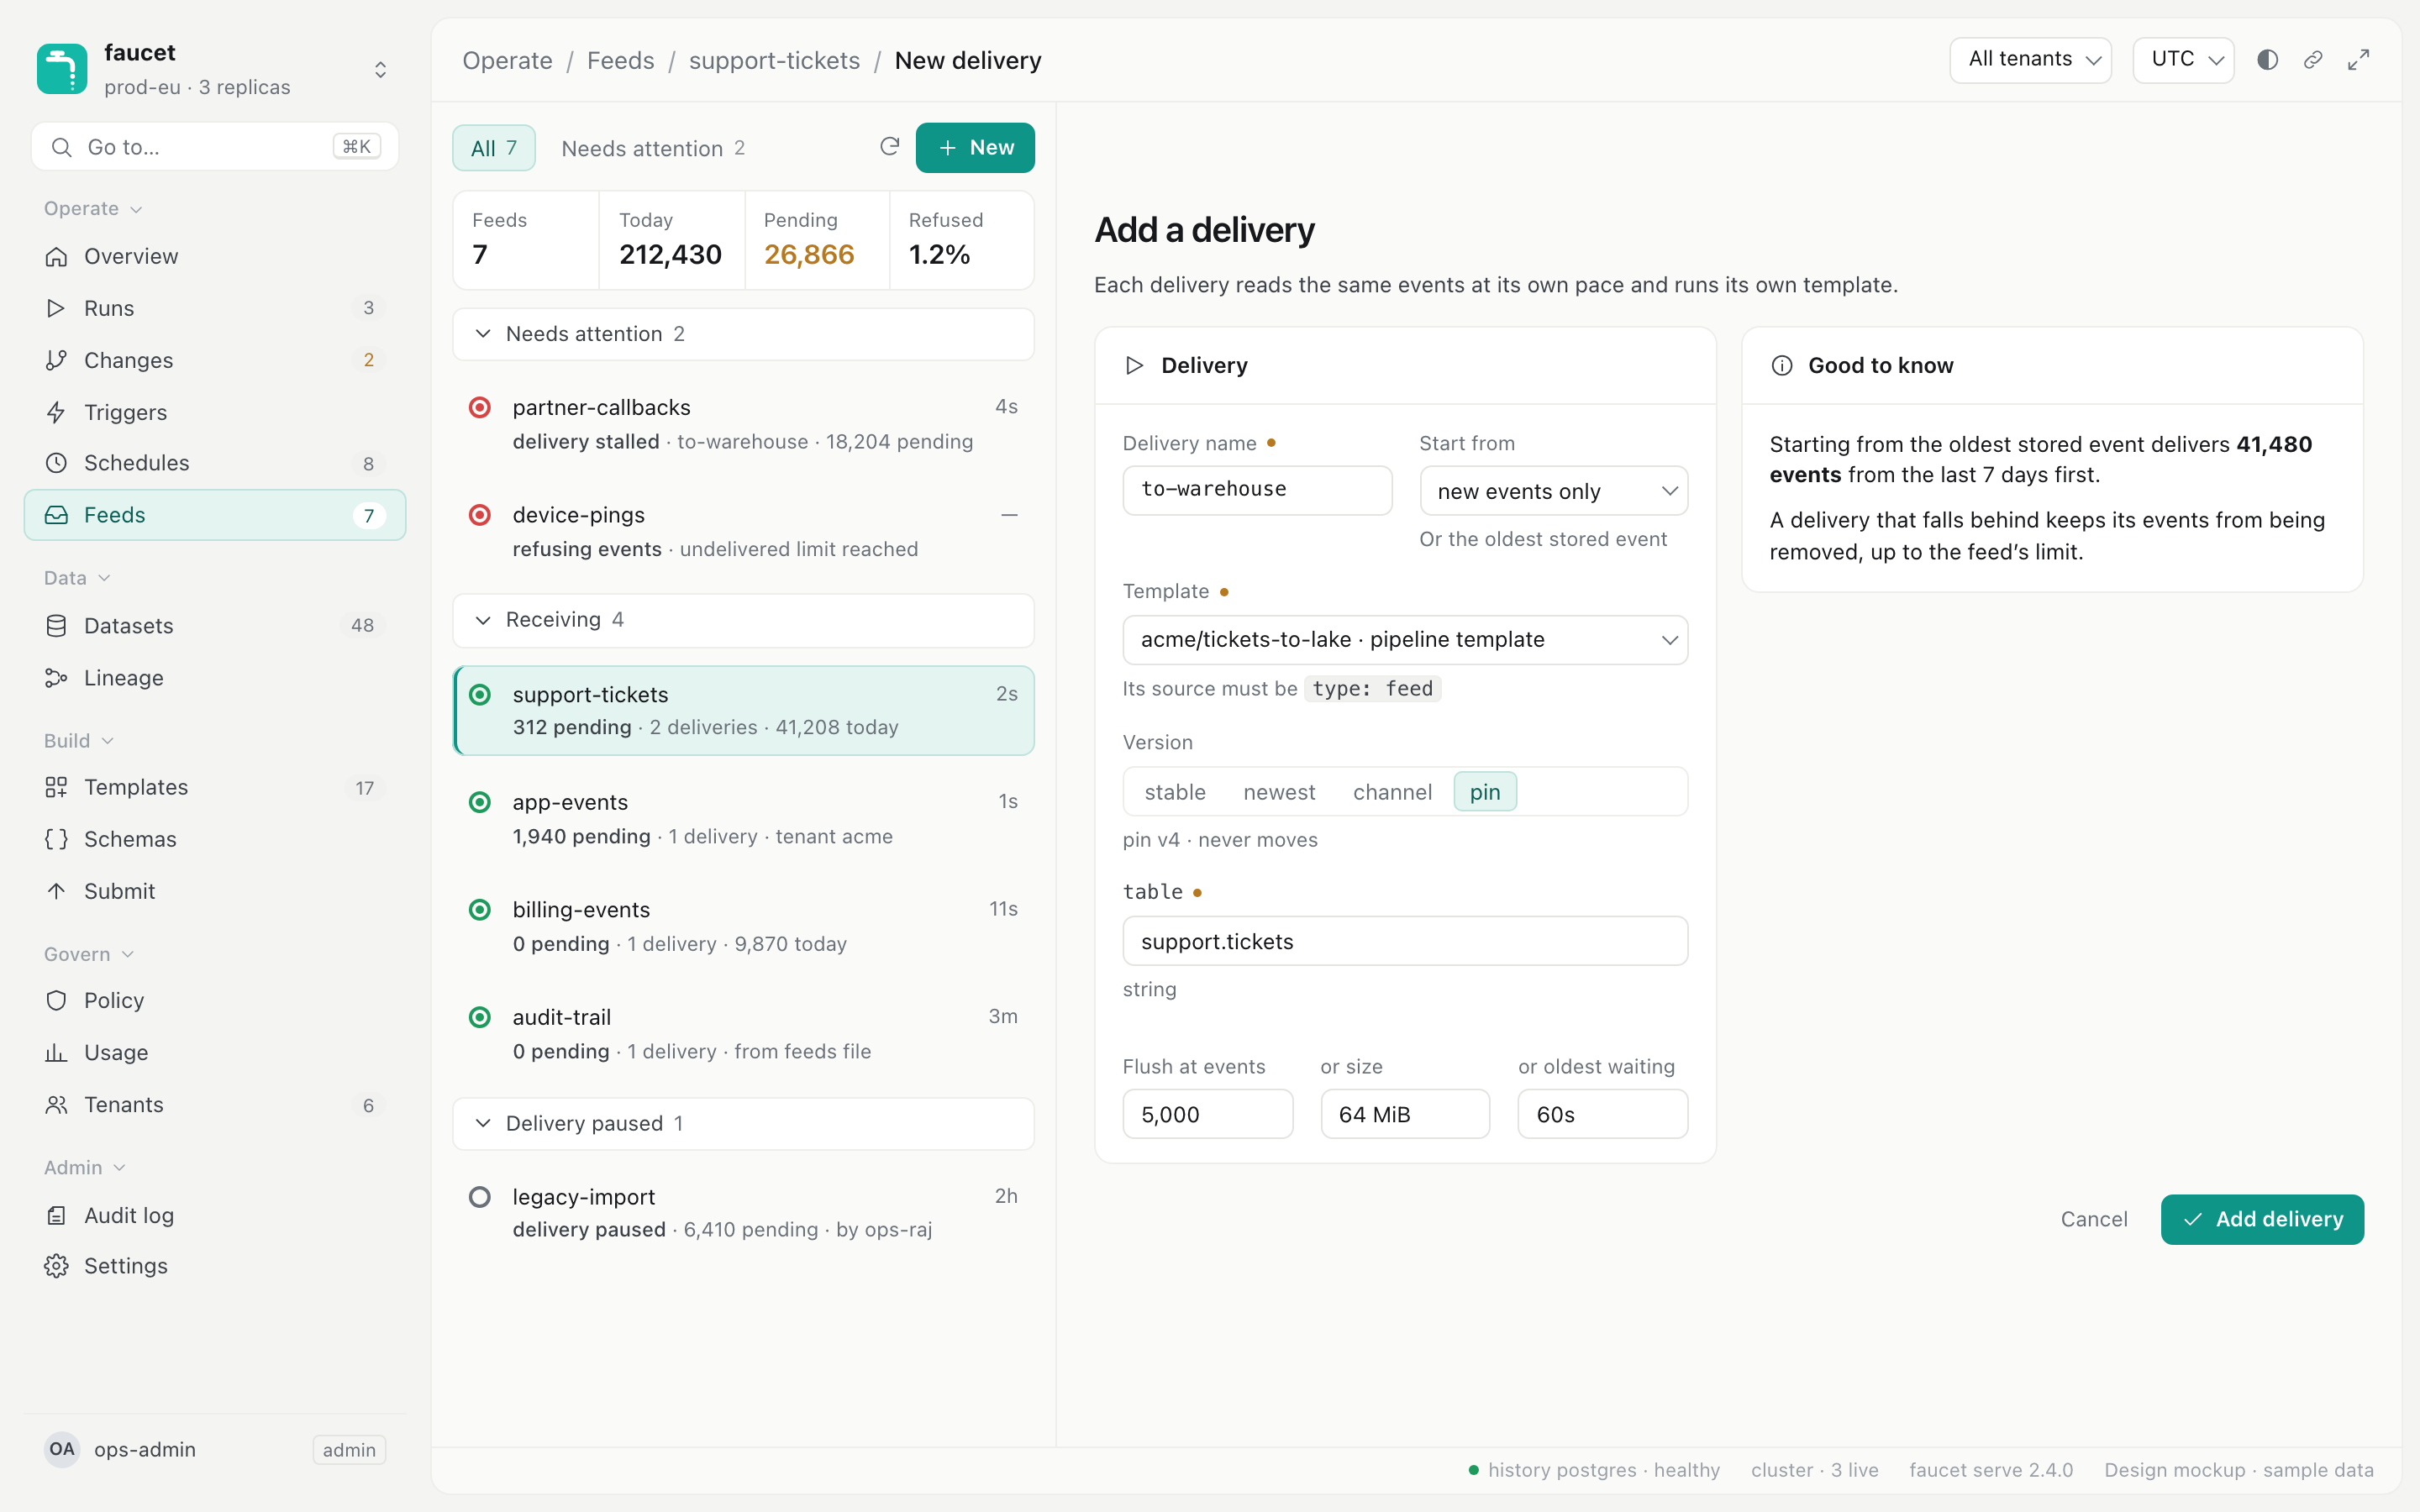 faucet
prod-eu · 3 replicas
Go to... ⌘K
Operate
Overview
Runs 3
Changes 2
Triggers
Schedules 8
Feeds 7
Data
Datasets 48
Lineage
Build
Templates 17
Schemas
Submit
Govern
Policy
Usage
Tenants 6
Admin
Audit log
Settings
OA ops-admin admin
Operate / Feeds / support-tickets / New delivery
All tenants UTC
All 7 Needs attention 2 + New
Feeds Today Pending Refused
7 212,430 26,866 1.2%
Needs attention 2
partner-callbacks 4s
delivery stalled · to-warehouse · 18,204 pending
device-pings —
refusing events · undelivered limit reached
Receiving 4
support-tickets 2s
312 pending · 2 deliveries · 41,208 today
app-events 1s
1,940 pending · 1 delivery · tenant acme
billing-events 11s
0 pending · 1 delivery · 9,870 today
audit-trail 3m
0 pending · 1 delivery · from feeds file
Delivery paused 1
legacy-import 2h
delivery paused · 6,410 pending · by ops-raj
Add a delivery
Each delivery reads the same events at its own pace and runs its own template.
Delivery
Delivery name Start from
to-warehouse new events only
Or the oldest stored event
Template
acme/tickets-to-lake · pipeline template
Its source must be type: feed
Version
stable newest channel pin
pin v4 · never moves
table
support.tickets
string
Flush at events or size or oldest waiting
5,000 64 MiB 60s
Good to know
Starting from the oldest stored event delivers 41,480
events from the last 7 days first.
A delivery that falls behind keeps its events from being
removed, up to the feed’s limit.
Cancel Add delivery
history postgres · healthy cluster · 3 live faucet serve 2.4.0 Design mockup · sample data